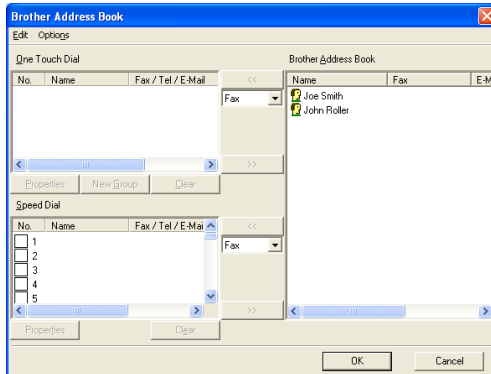 Brother Address Book
Edit Options
One Touch Dial
No. Name Fax / Tel / E-Mail
<<
Fax
>>
Properties New Group Clear
Speed Dial
No. Name Fax / Tel / E-Mai
1
2
3
4
5
<<
Fax
>>
Properties Clear
Brother Address Book
Name Fax E-M
Joe Smith
John Roller
OK Cancel